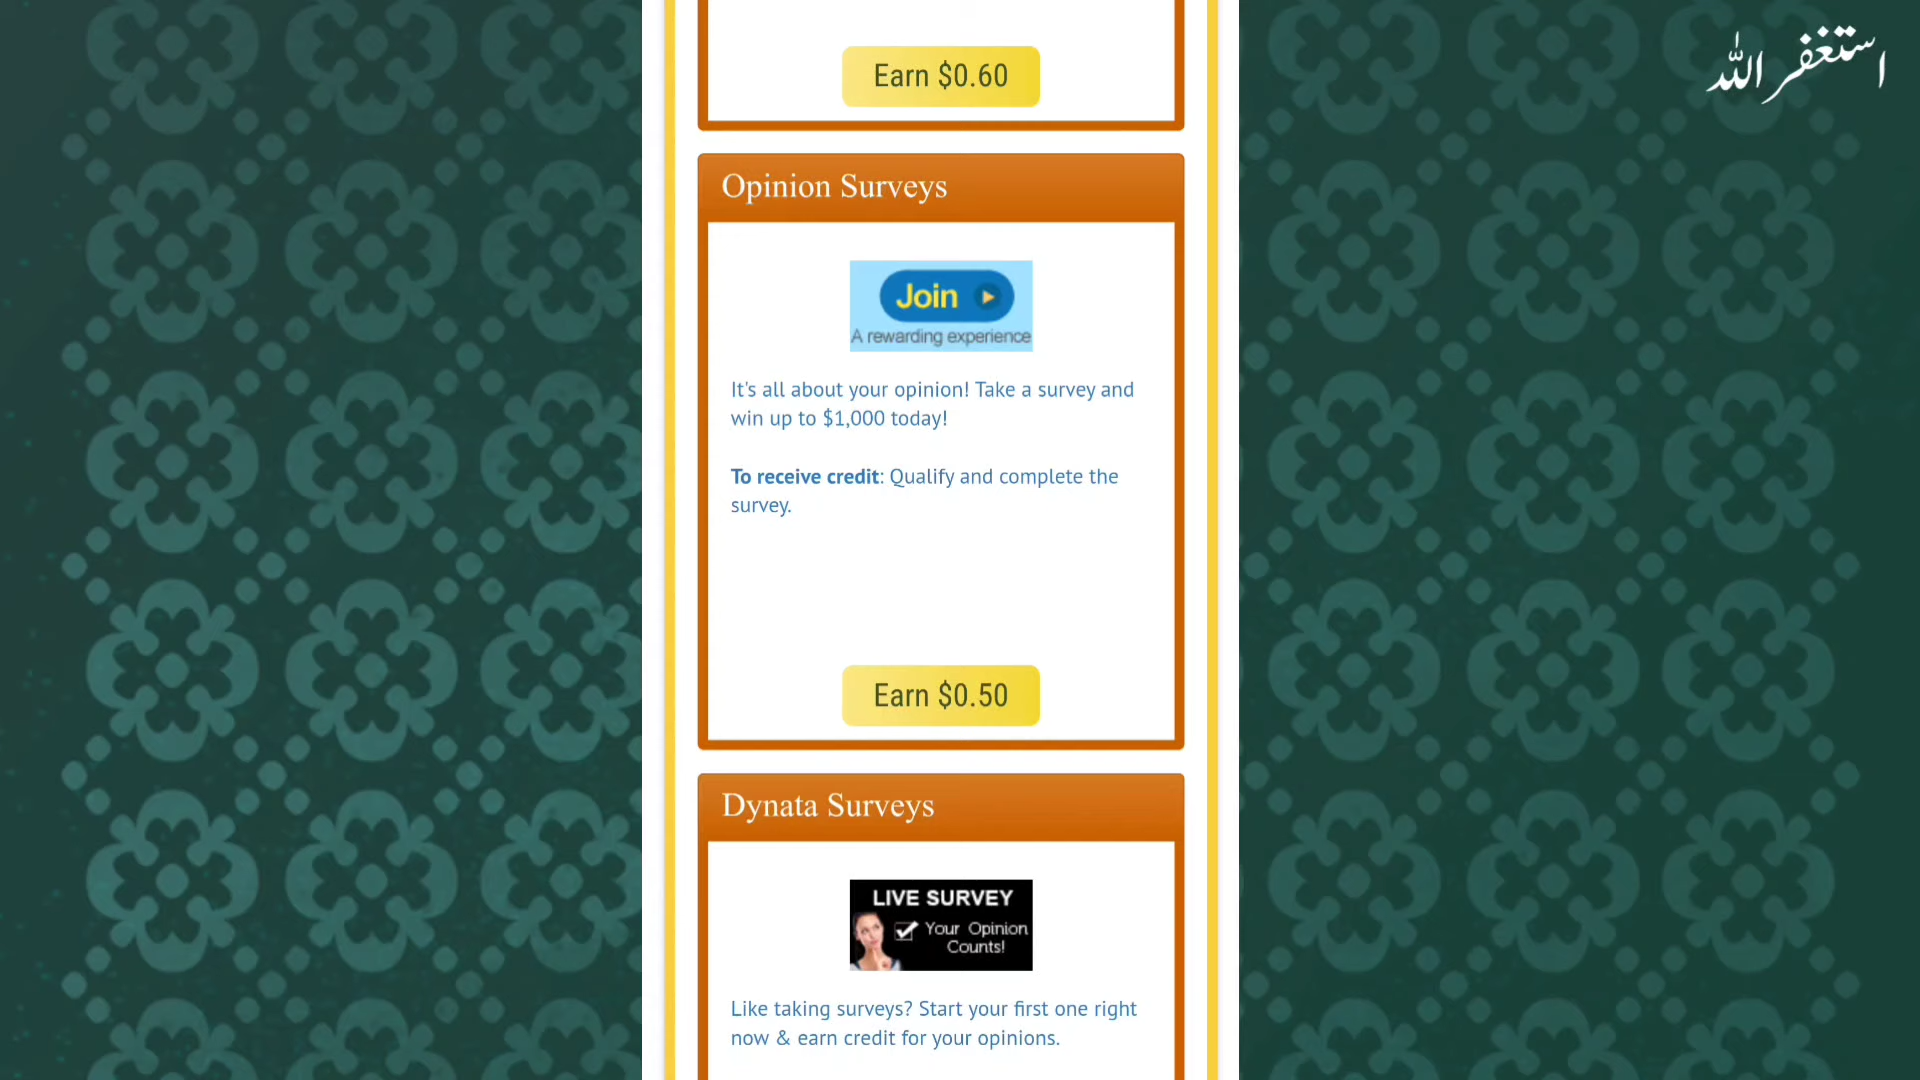 استغفر الله
Earn $0.60
Opinion Surveys
Join
A rewarding experience
It's all about your opinion! Take a survey and
win up to $1,000 today!
To receive credit: Qualify and complete the
survey.
Earn $0.50
Dynata Surveys
LIVE SURVEY
Your Opinion
Counts!
Like taking surveys? Start your first one right
now & earn credit for your opinions.